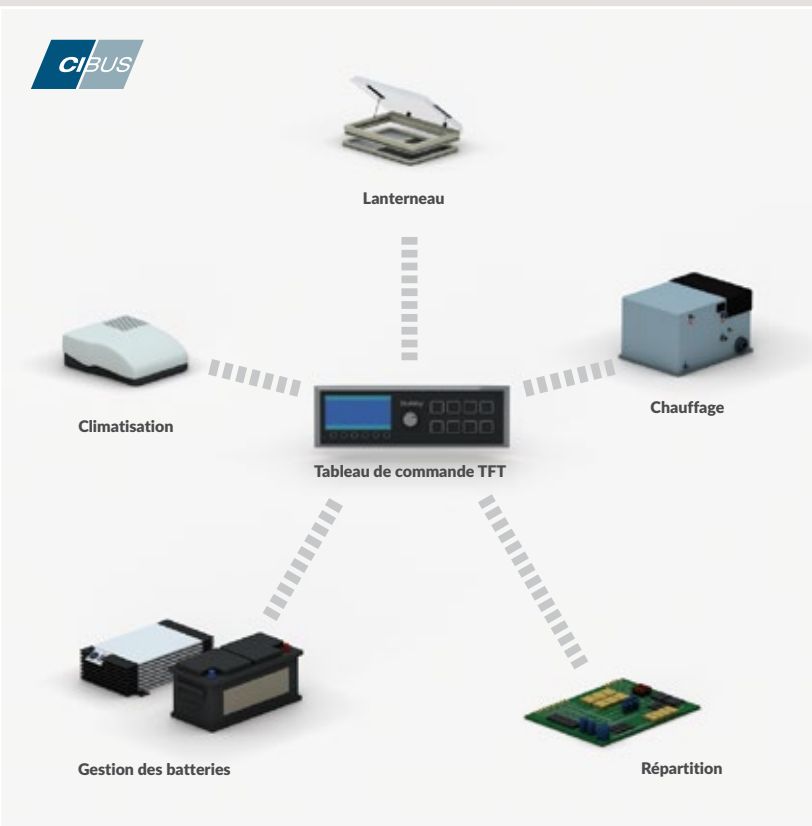 CIBUS
Lanterneau
Chauffage
Climatisation
Tableau de commande TFT
Gestion des batteries
Répartition